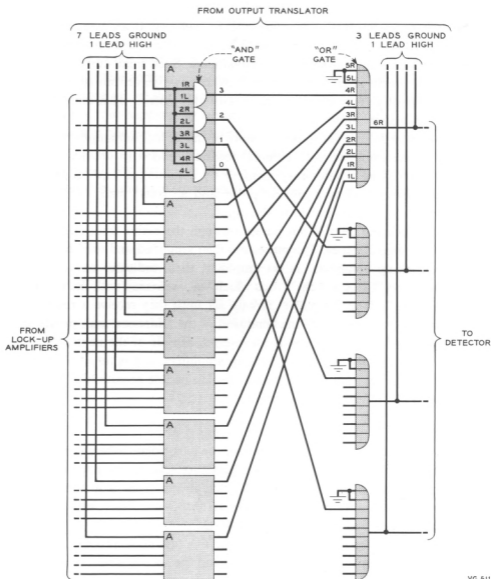 FROM OUTPUT TRANSLATOR
7 LEADS GROUND
1 LEAD HIGH
3 LEADS GROUND
1 LEAD HIGH
"AND"
GATE
"OR"
GATE
A
1R
1L
2R
2L
3R
3L
4R
4L
3
2
1
0
5R
5L
4R
4L
3R
3L
2R
2L
1R
1L
6R
A
A
A
A
A
A
A
FROM
LOCK-UP
AMPLIFIERS
TO
DETECTOR